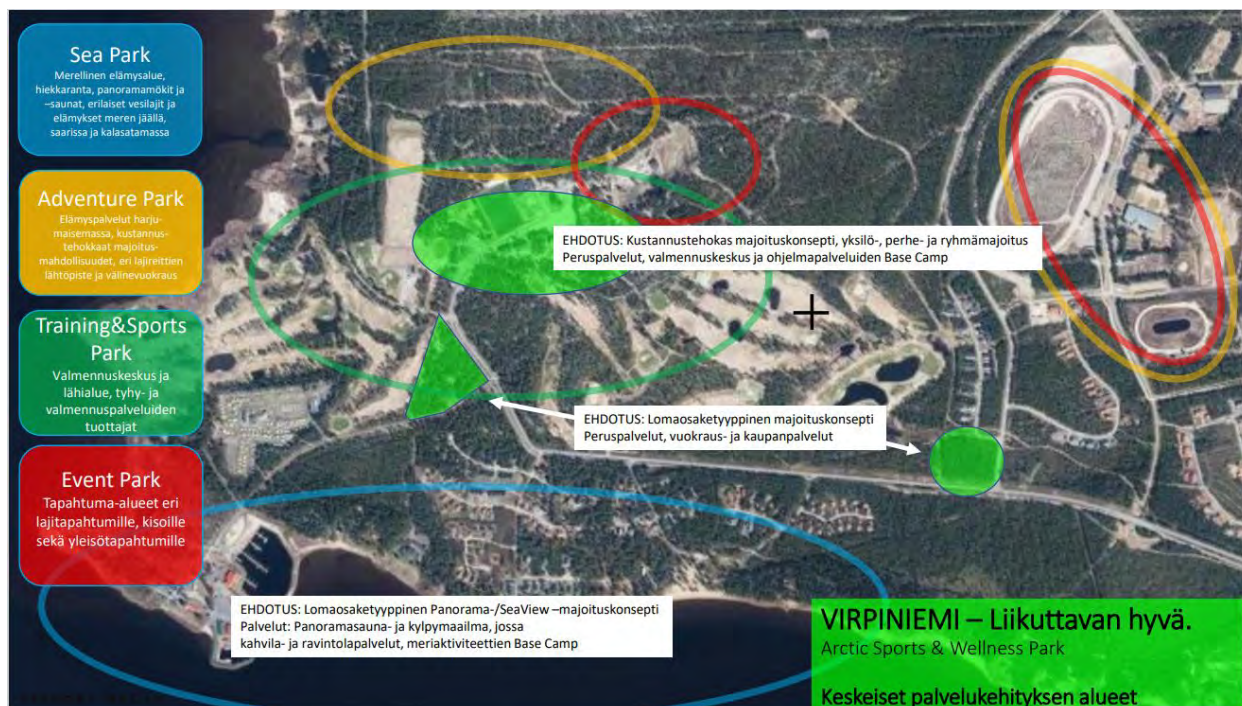 Sea Park
Merellinen elämysalue,
hiekkaranta, panoramamökit ja
–saunat, erilaiset vesilajit ja
elämykset meren jäällä,
saarissa ja kalasatamassa
Adventure Park
Elämyspalvelut harju-
maisemassa, kustannus-
tehokkaat majoitus-
mahdollisuudet, eri lajireittien
lähtöpiste ja välinevuokraus
Training&Sports
Park
Valmennuskeskus ja
lähialue, tyhy- ja
valmennuspalveluiden
tuottajat
Event Park
Tapahtuma-alueet eri
lajitapahtumille, kisoille
sekä yleisötapahtumille
EHDOTUS: Kustannustehokas majoituskonsepti, yksilö-, perhe- ja ryhmämajoitus
Peruspalvelut, valmennuskeskus ja ohjelmapalveluiden Base Camp
EHDOTUS: Lomaosaketyyppinen majoituskonsepti
Peruspalvelut, vuokraus- ja kaupanpalvelut
EHDOTUS: Lomaosaketyyppinen Panorama-/SeaView –majoituskonsepti
Palvelut: Panoramasauna- ja kylpymaailma, jossa
kahvila- ja ravintolapalvelut, meriaktiviteettien Base Camp
VIRPINIEMI – Liikuttavan hyvä.
Arctic Sports & Wellness Park
Keskeiset palvelukehityksen alueet